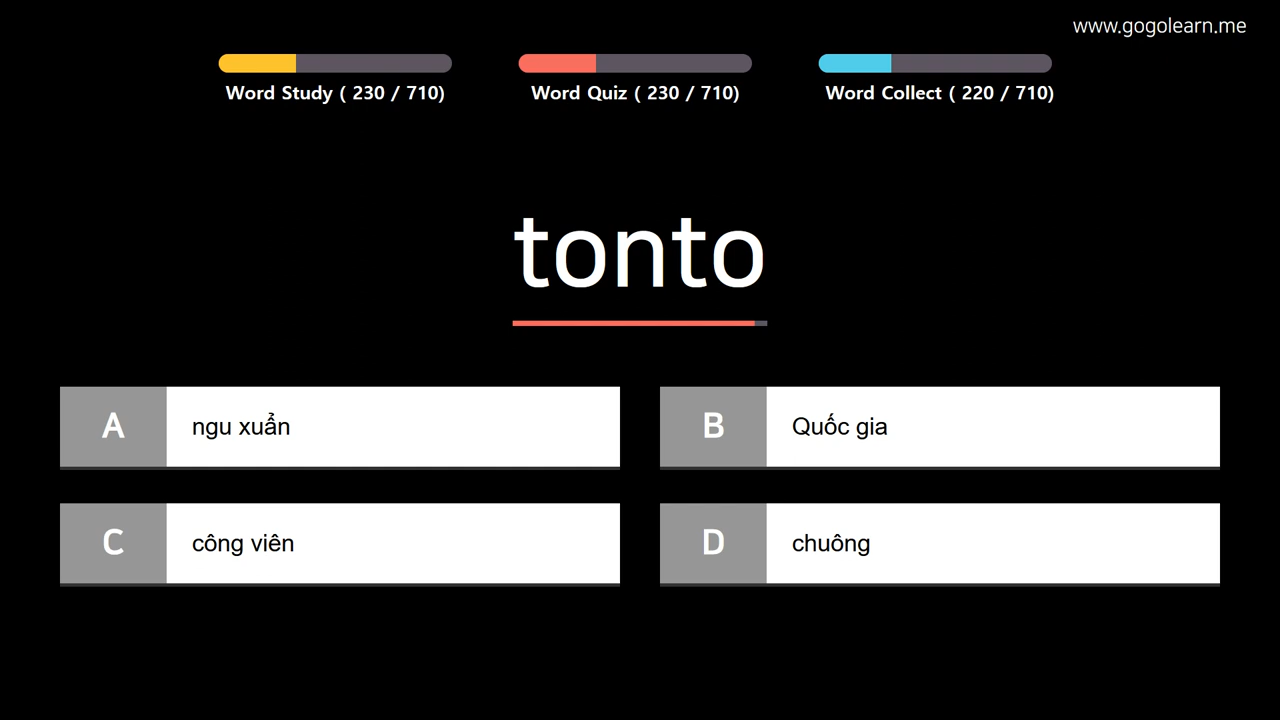 www.gogolearn.me
Word Study ( 230 / 710)
Word Quiz ( 230 / 710)
Word Collect ( 220 / 710)
tonto
A
ngu xuẩn
B
Quốc gia
C
công viên
D
chuông